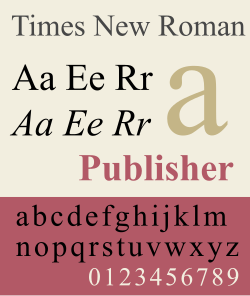 Times New Roman
Aa Ee Rr
a
Aa Ee Rr
Publisher
abcdefghijklm
nopqrstuvwxyz
0123456789